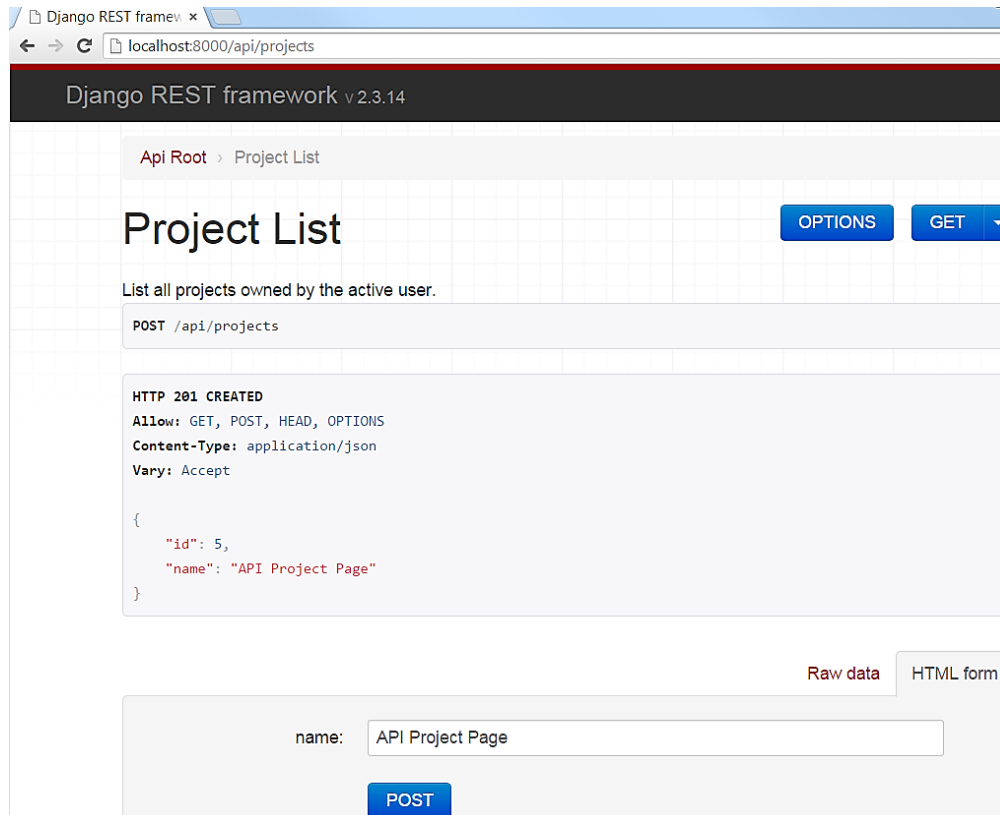 Django REST framew
localhost:8000/api/projects
Django REST framework v 2.3.14
Api Root › Project List
Project List
OPTIONS
GET
List all projects owned by the active user.
POST /api/projects
HTTP 201 CREATED
Allow: GET, POST, HEAD, OPTIONS
Content-Type: application/json
Vary: Accept
{
"id": 5,
"name": "API Project Page"
}
Raw data
HTML form
name: API Project Page
POST